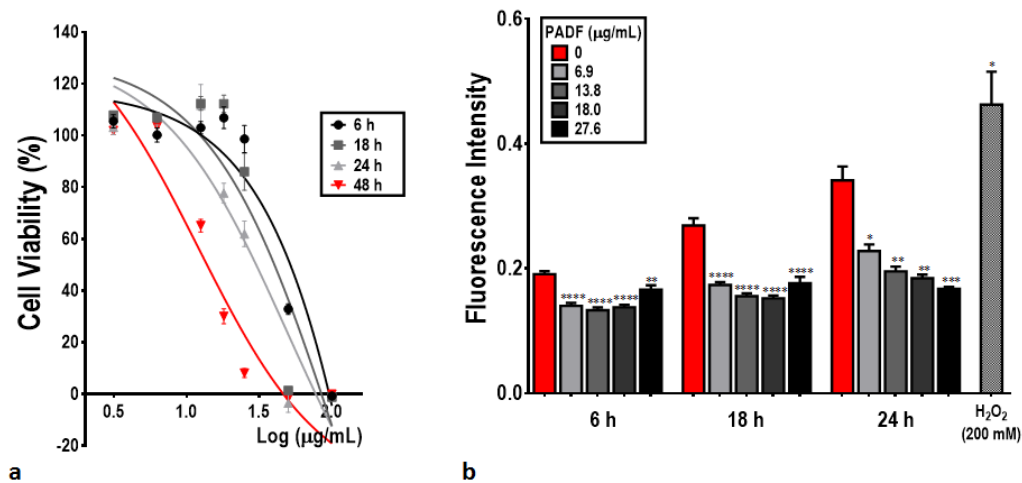 140
120
100
80
60
40
20
0
-20
Cell Viability (%)
0.5 1.0 1.5 2.0
Log (µg/mL)
6 h
18 h
24 h
48 h
a
0.6
0.4
0.2
0.0
Fluorescence Intensity
PADF (µg/mL)
0
6.9
13.8
18.0
27.6
**** **** **** **
**** **** **** ****
* ** ** ***
*
6 h 18 h 24 h
H₂O₂
(200 mM)
b